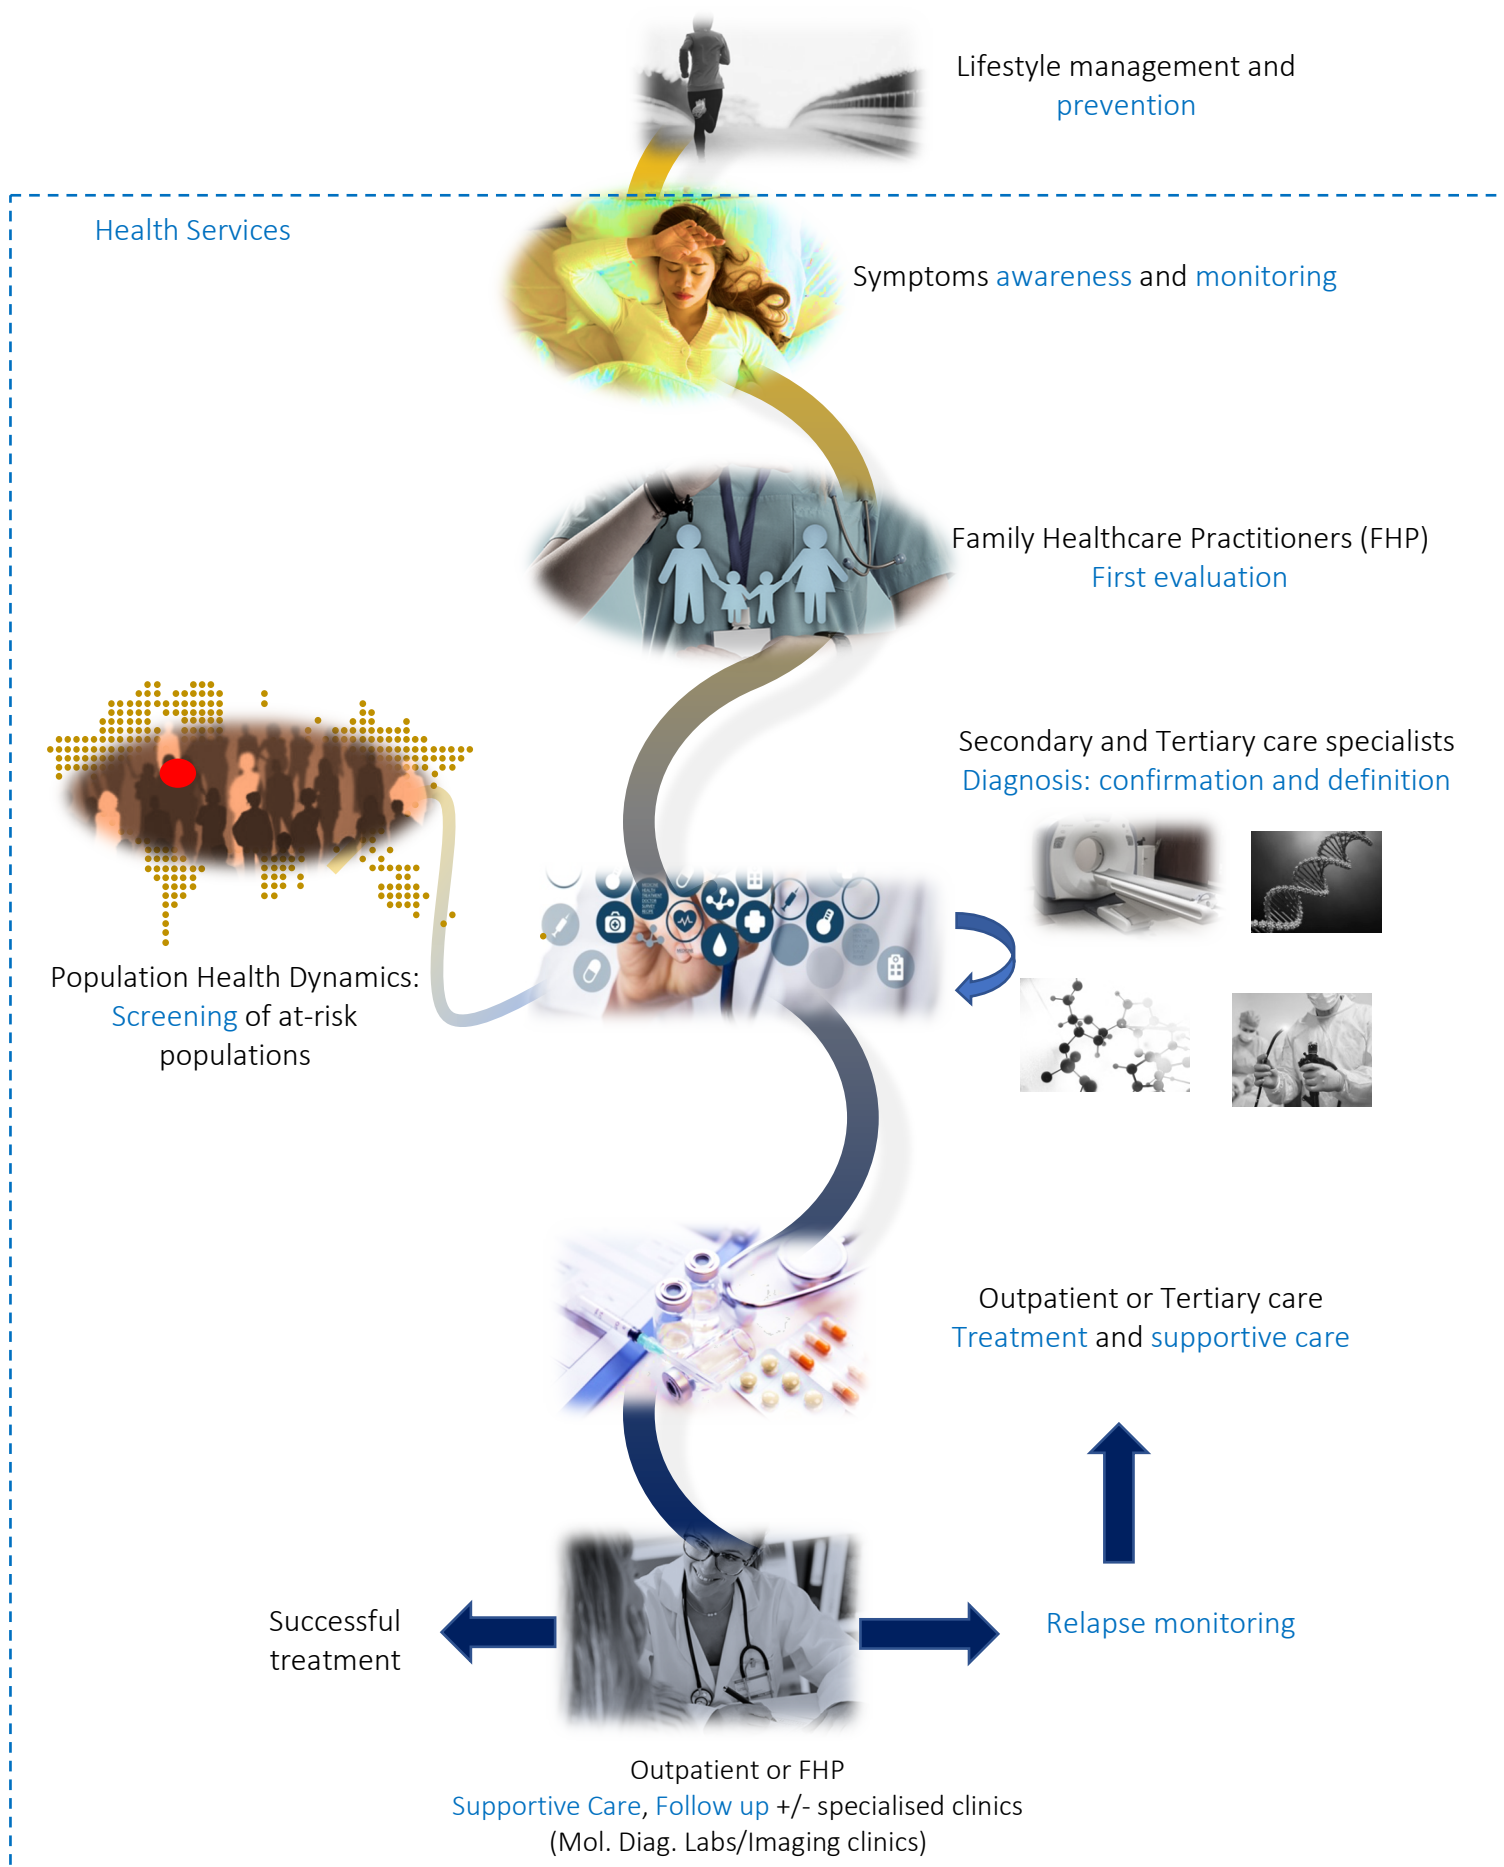 Lifestyle management and
prevention
Health Services
Symptoms awareness and monitoring
Family Healthcare Practitioners (FHP)
First evaluation
Secondary and Tertiary care specialists
Diagnosis: confirmation and definition
Population Health Dynamics:
Screening of at-risk
populations
Outpatient or Tertiary care
Treatment and supportive care
Successful
treatment
Relapse monitoring
Outpatient or FHP
Supportive Care, Follow up +/- specialised clinics
(Mol. Diag. Labs/Imaging clinics)